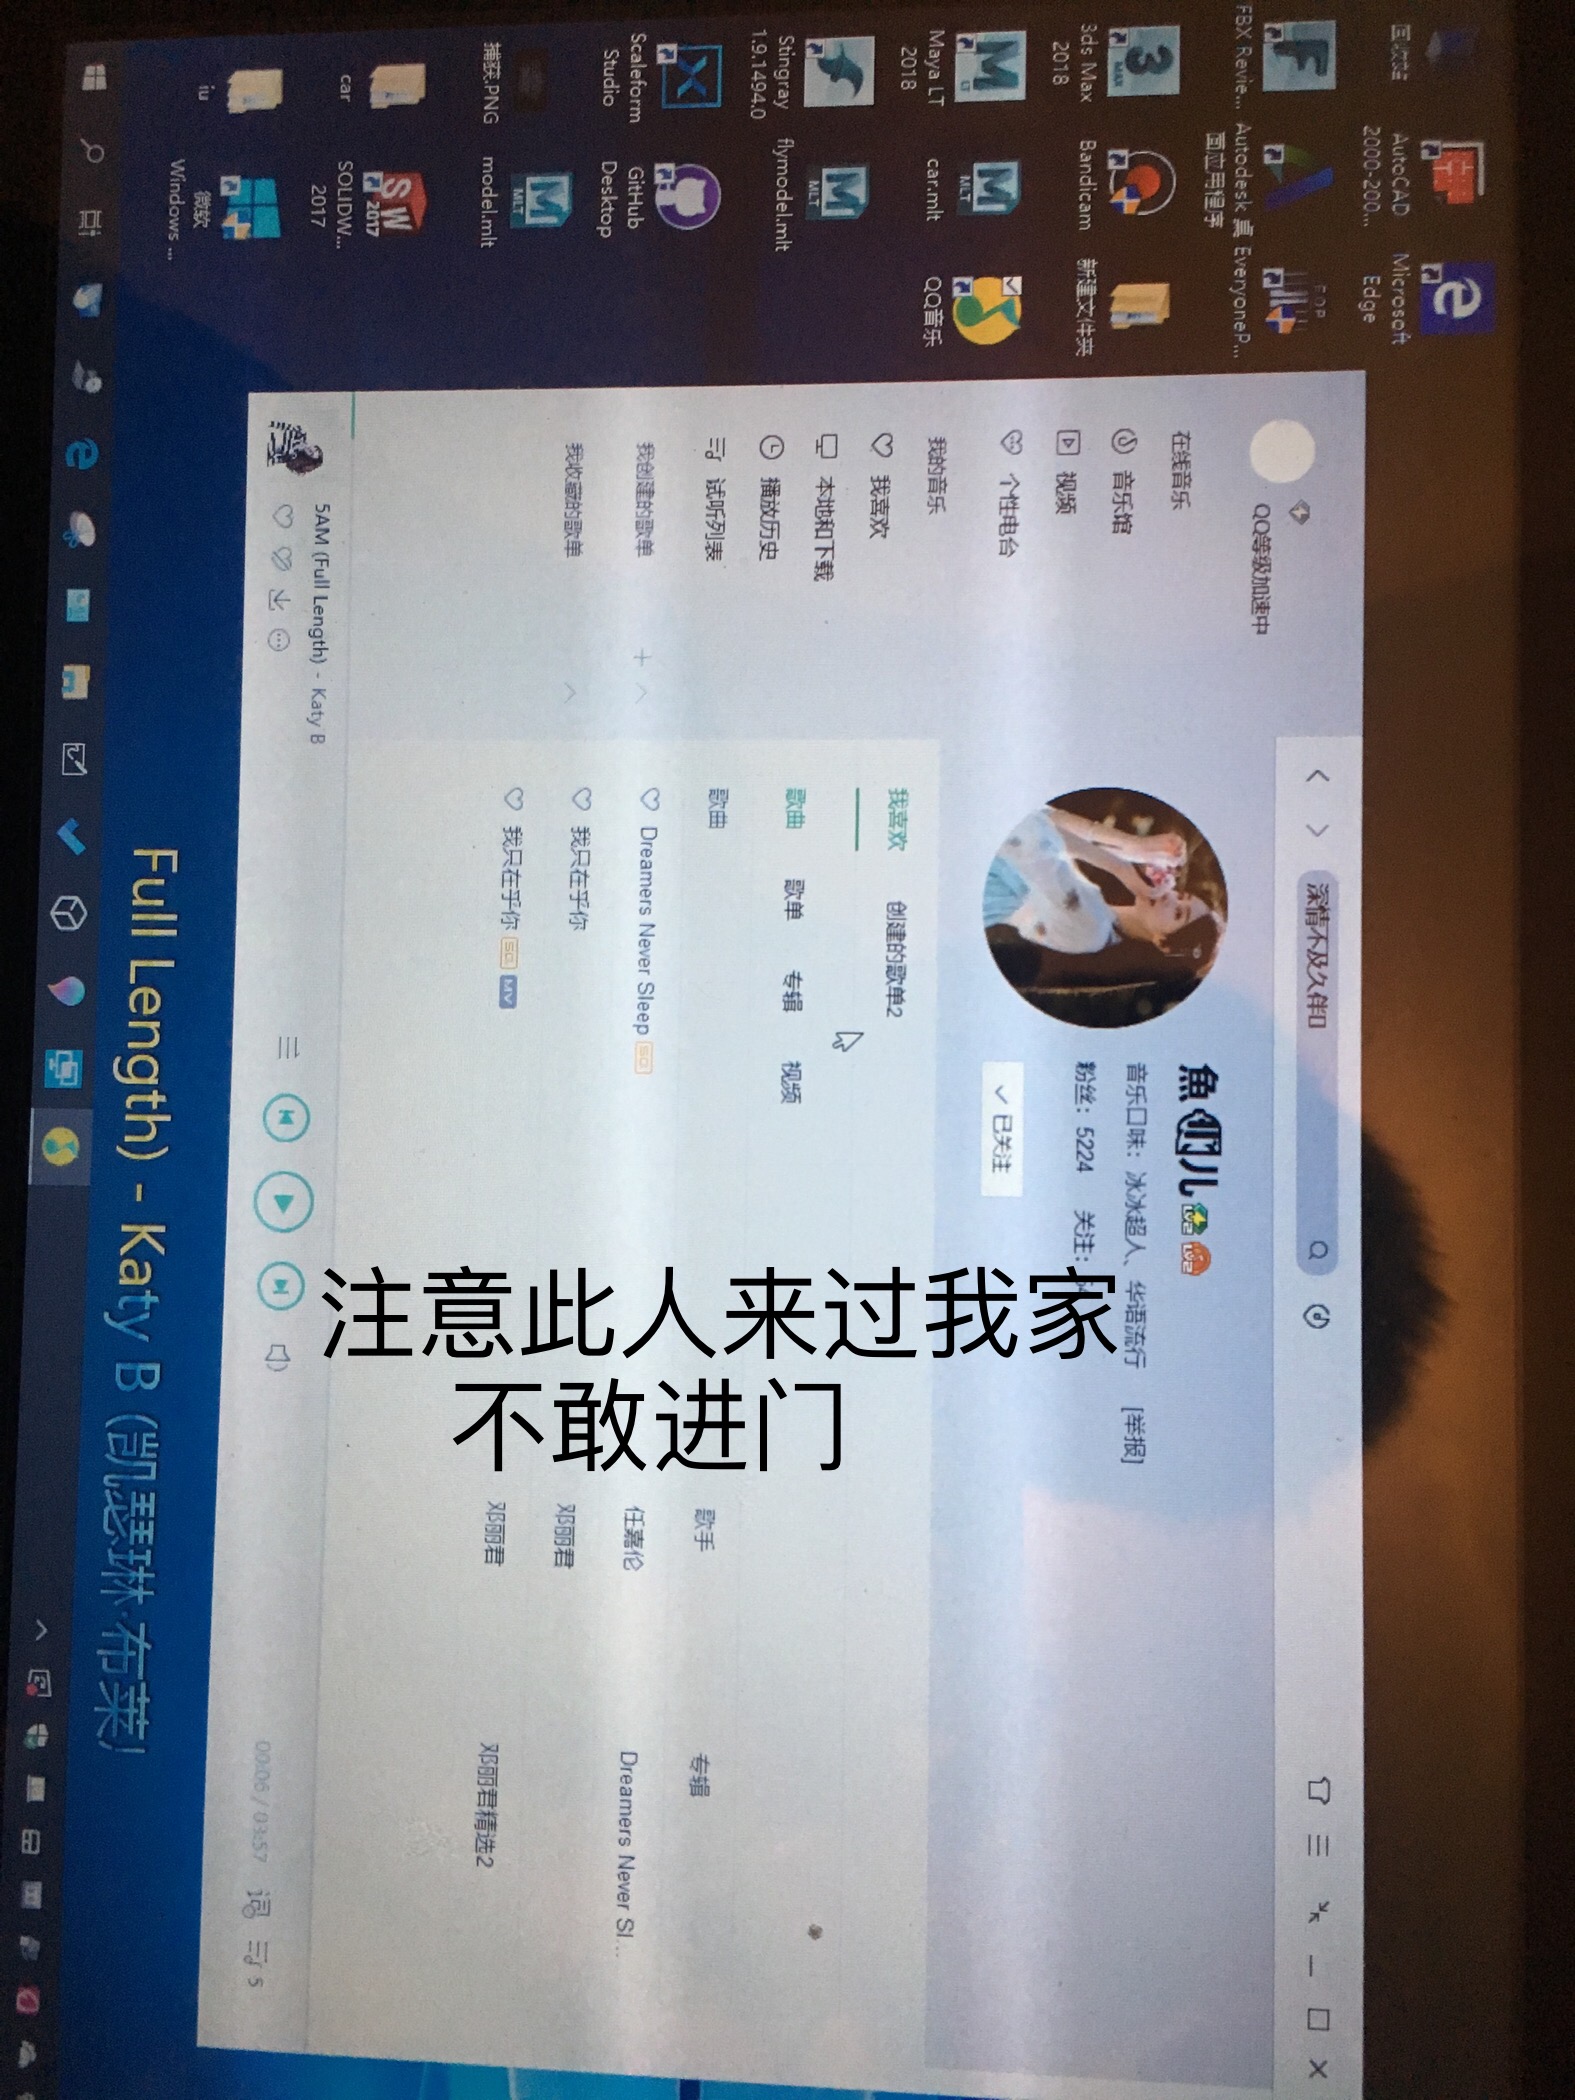 回收站
AutoCAD 2000-200...
Microsoft Edge
FBX Revie...
Autodesk 桌面应用程序
EveryoneP...
3ds Max 2018
Bandicam
新建文件夹
Maya LT 2018
car.mlt
QQ音乐
Stingray 1.9.1494.0
flymodel.mlt
Scaleform Studio
GitHub Desktop
捕获.PNG
model.mlt
car
SOLIDW... 2017
iu
微软 Windows ...
QQ等级加速中
在线音乐
音乐馆
视频
个性电台
我的音乐
我喜欢
本地和下载
播放历史
试听列表
我创建的歌单
我收藏的歌单
深情不及久伴
魚
儿
音乐口味：冰冰超人、华语流行 [举报]
粉丝：5224 关注：
已关注
我喜欢 创建的歌单2
歌曲 歌单 专辑 视频
歌曲 歌手 专辑
Dreamers Never Sleep SQ 任嘉伦 Dreamers Never Sl...
我只在乎你 邓丽君
我只在乎你 SQ MV 邓丽君 邓丽君精选2
5AM (Full Length) - Katy B
00:06 / 03:57
词
5
Full Length) - Katy B (凯瑟琳·布莱)
注意此人来过我家
不敢进门